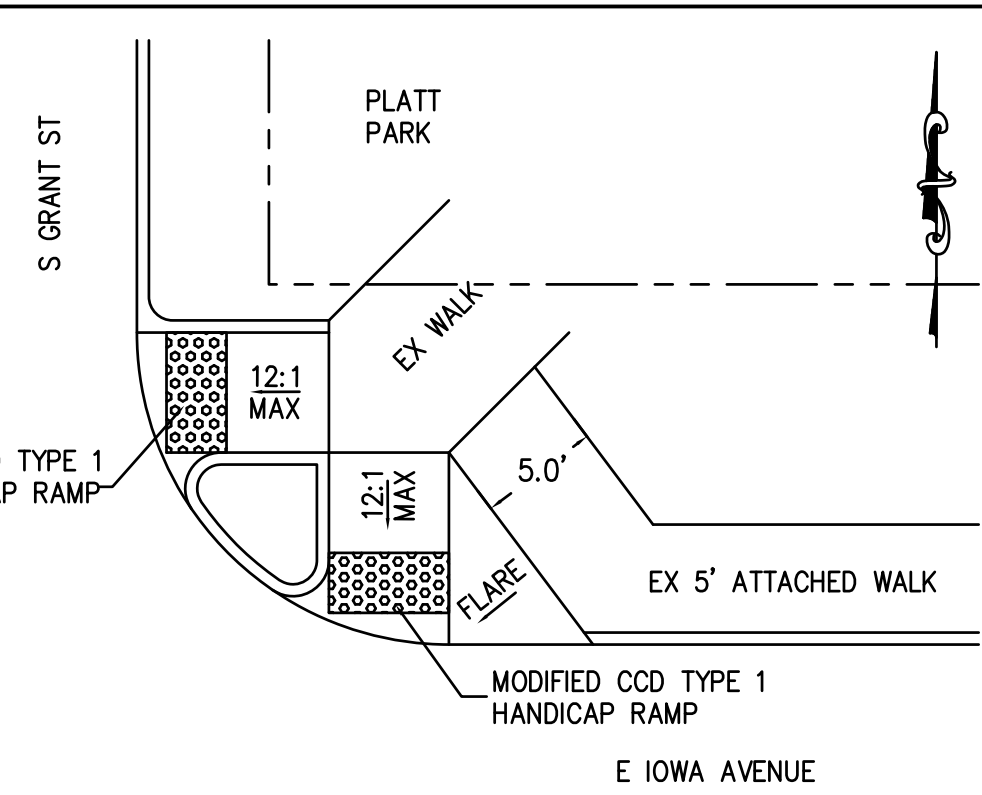 PLATT
PARK
S GRANT ST
EX WALK
12:1
MAX
TYPE 1
RAMP
12:1
MAX
5.0'
FLARE
EX 5' ATTACHED WALK
MODIFIED CCD TYPE 1
HANDICAP RAMP
E IOWA AVENUE